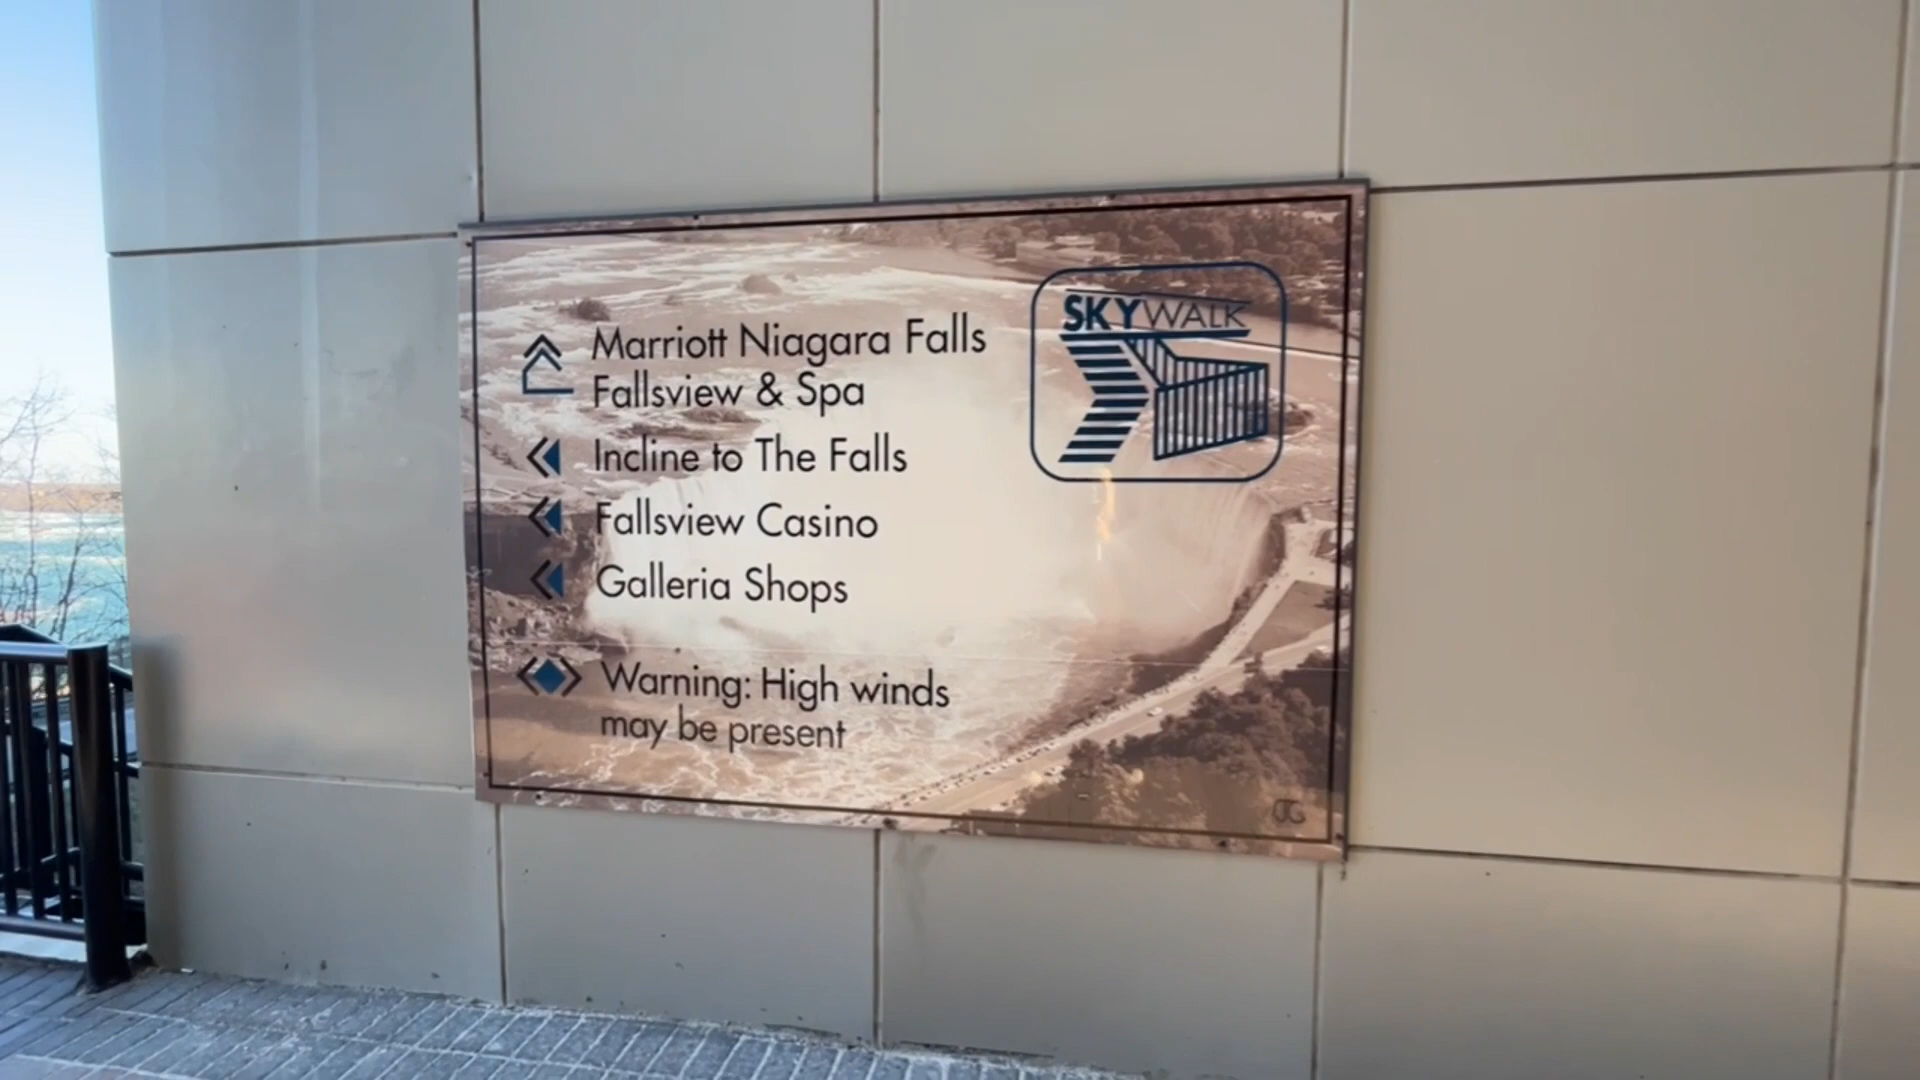 SKYWALK
Marriott Niagara Falls
Fallsview & Spa
Incline to The Falls
Fallsview Casino
Galleria Shops
Warning: High winds
may be present